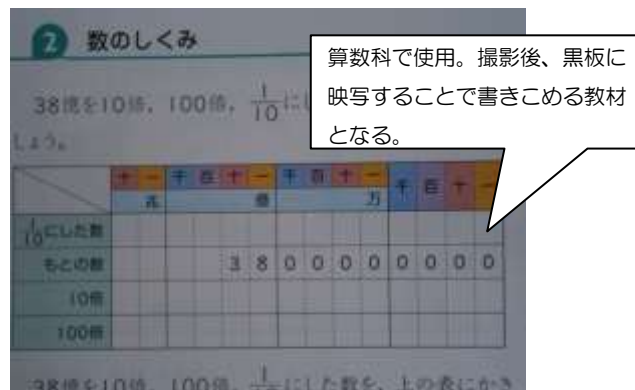 2 数のしくみ
算数科で使用。撮影後、黒板に
映写することで書きこめる教材
となる。
38億を10倍，100倍，1/10にし
しょう。
十 一 千 百 十 一 千 百 十 一 千 百 十 一
兆 億 万
1/10にした数
もとの数 3 8 0 0 0 0 0 0 0 0
10倍
100倍
38億を10倍，100倍，1/10にした数を，上の表にかき